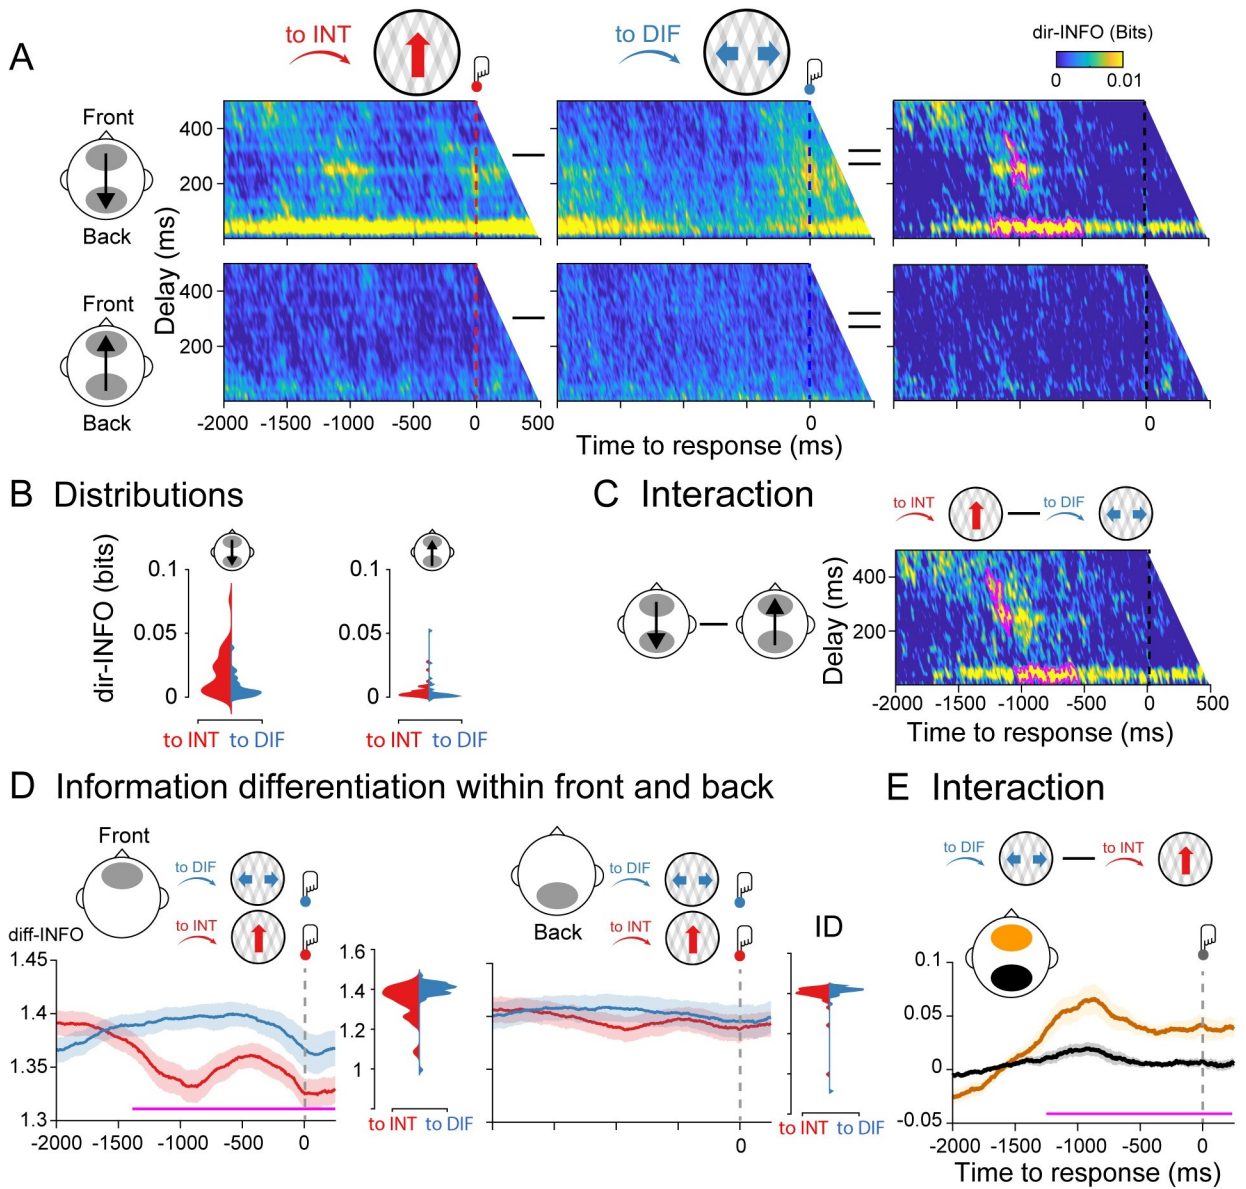 A
to INT
to DIF
dir-INFO (Bits)
0
0.01
Front
Back
Delay (ms)
400
200
Front
Back
400
200
-2000
-1500
-1000
-500
0
500
0
0
Time to response (ms)
B Distributions
dir-INFO (bits)
0.1
0.05
0
to INT
to DIF
0.1
0.05
0
to INT
to DIF
C Interaction
to INT
to DIF
Delay (ms)
400
200
-2000
-1500
-1000
-500
0
500
Time to response (ms)
D Information differentiation within front and back
Front
to DIF
to INT
diff-INFO
1.45
1.4
1.35
1.3
-2000
-1500
-1000
-500
0
1.6
1.4
1.2
1
to INT
to DIF
Back
to DIF
to INT
0
ID
to INT
to DIF
E Interaction
to DIF
to INT
0.1
0.05
0
-0.05
-2000
-1500
-1000
-500
0
Time to response (ms)